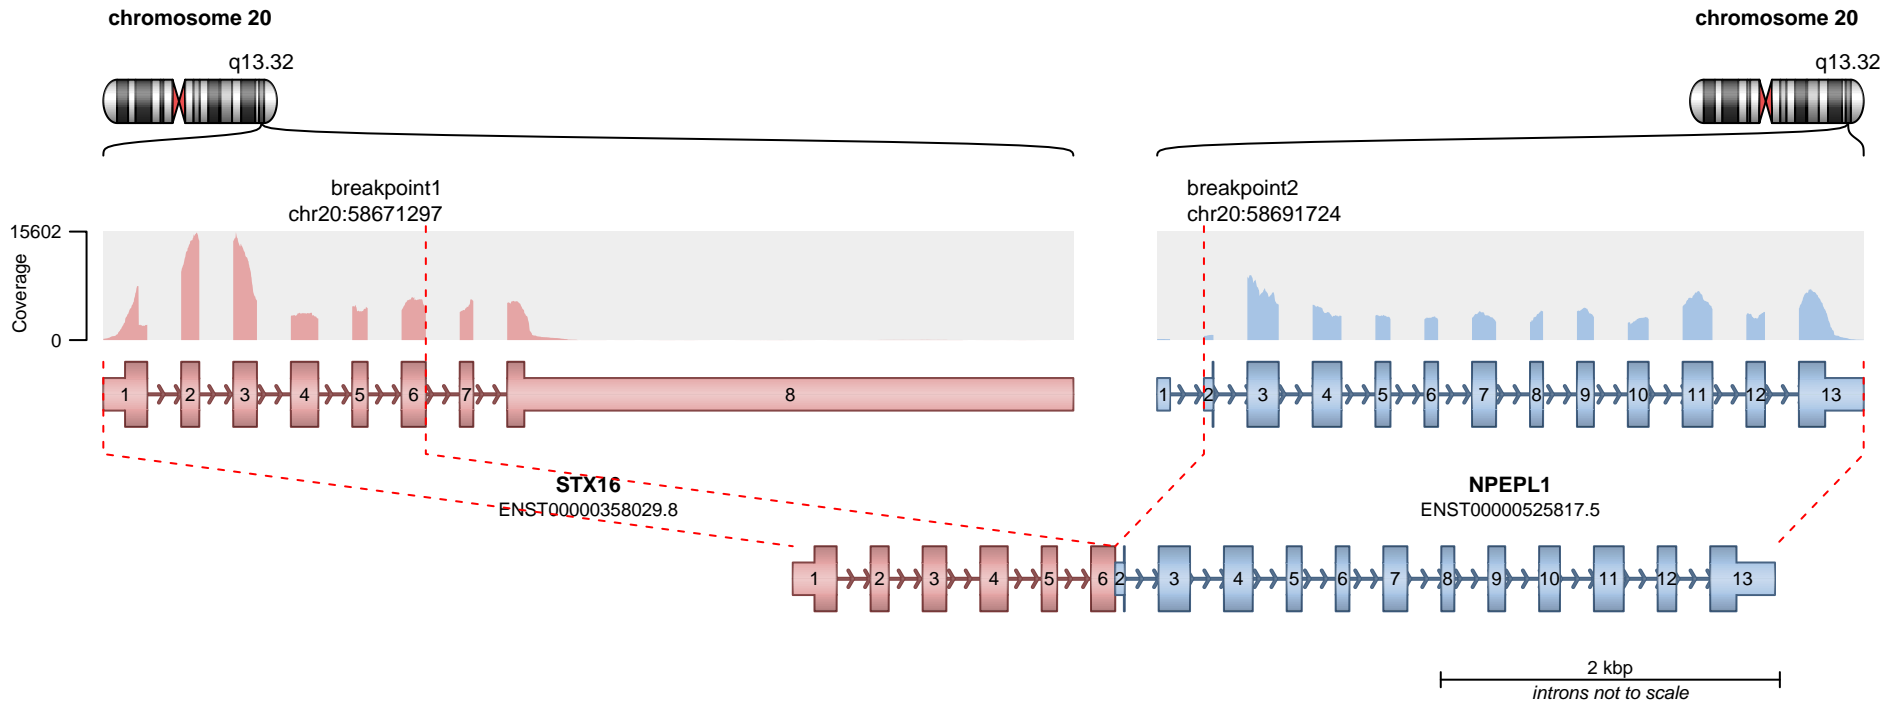 chromosome 20
chromosome 20
q13.32
q13.32
breakpoint1
chr20:58671297
breakpoint2
chr20:58691724
15602
Coverage
0
1 2 3 4 5 6 7 8
1 2 3 4 5 6 7 8 9 10 11 12 13
STX16
ENST00000358029.8
NPEPL1
ENST00000525817.5
1 2 3 4 5 6 2 3 4 5 6 7 8 9 10 11 12 13
2 kbp
introns not to scale